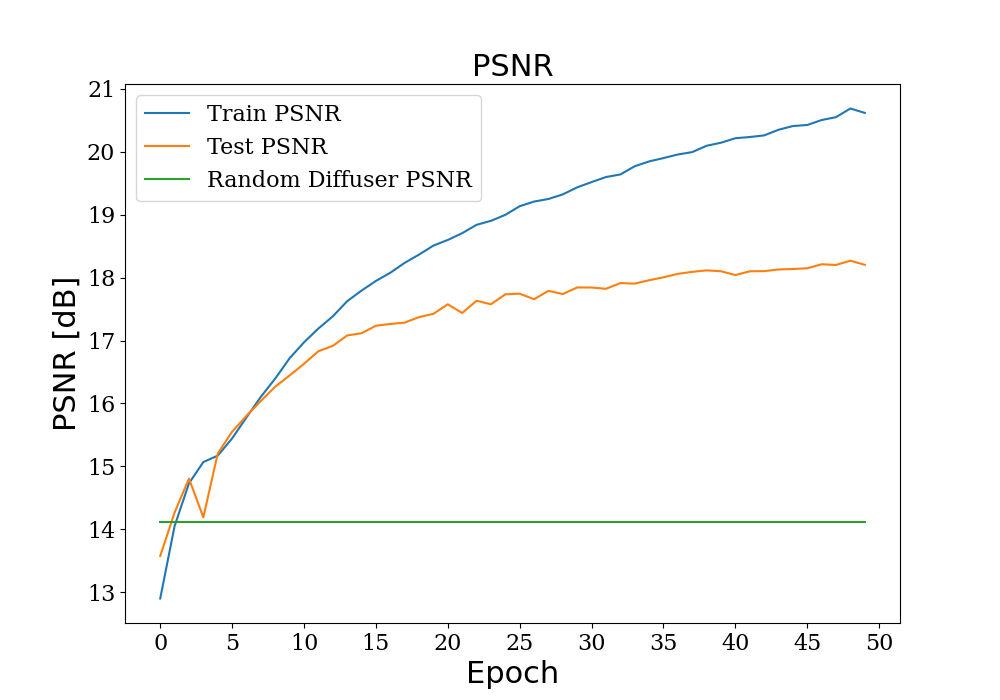 PSNR
21
20
19
18
17
16
15
14
13
PSNR [dB]
Train PSNR
Test PSNR
Random Diffuser PSNR
0 5 10 15 20 25 30 35 40 45 50
Epoch